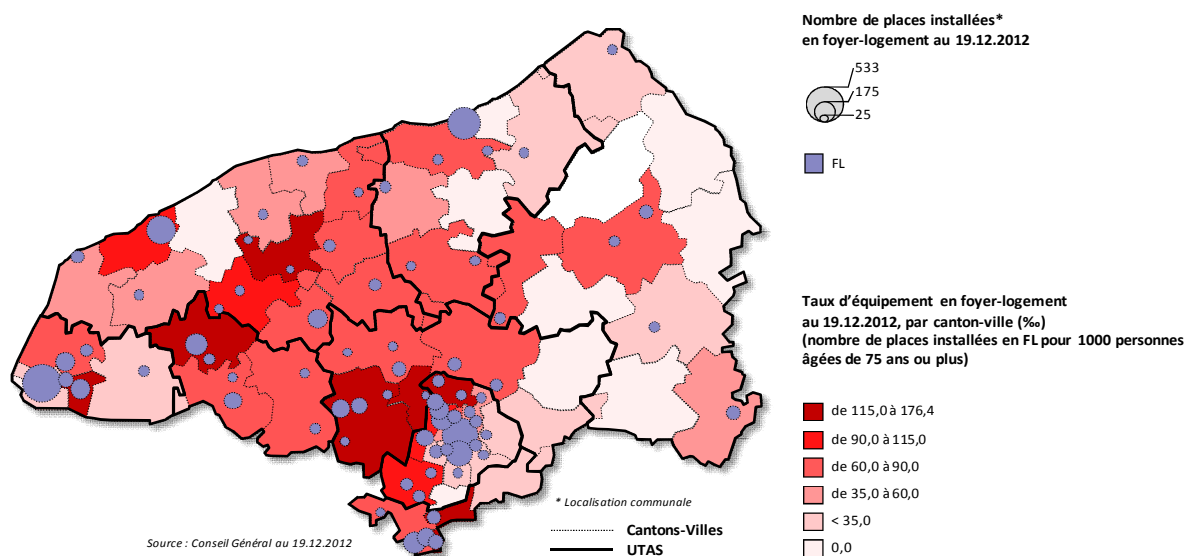 Nombre de places installées*
en foyer-logement au 19.12.2012
533
175
25
FL
Taux d'équipement en foyer-logement
au 19.12.2012, par canton-ville (‰)
(nombre de places installées en FL pour 1000 personnes
âgées de 75 ans ou plus)
de 115,0 à 176,4
de 90,0 à 115,0
de 60,0 à 90,0
de 35,0 à 60,0
< 35,0
0,0
* Localisation communale
Cantons-Villes
UTAS
Source : Conseil Général au 19.12.2012